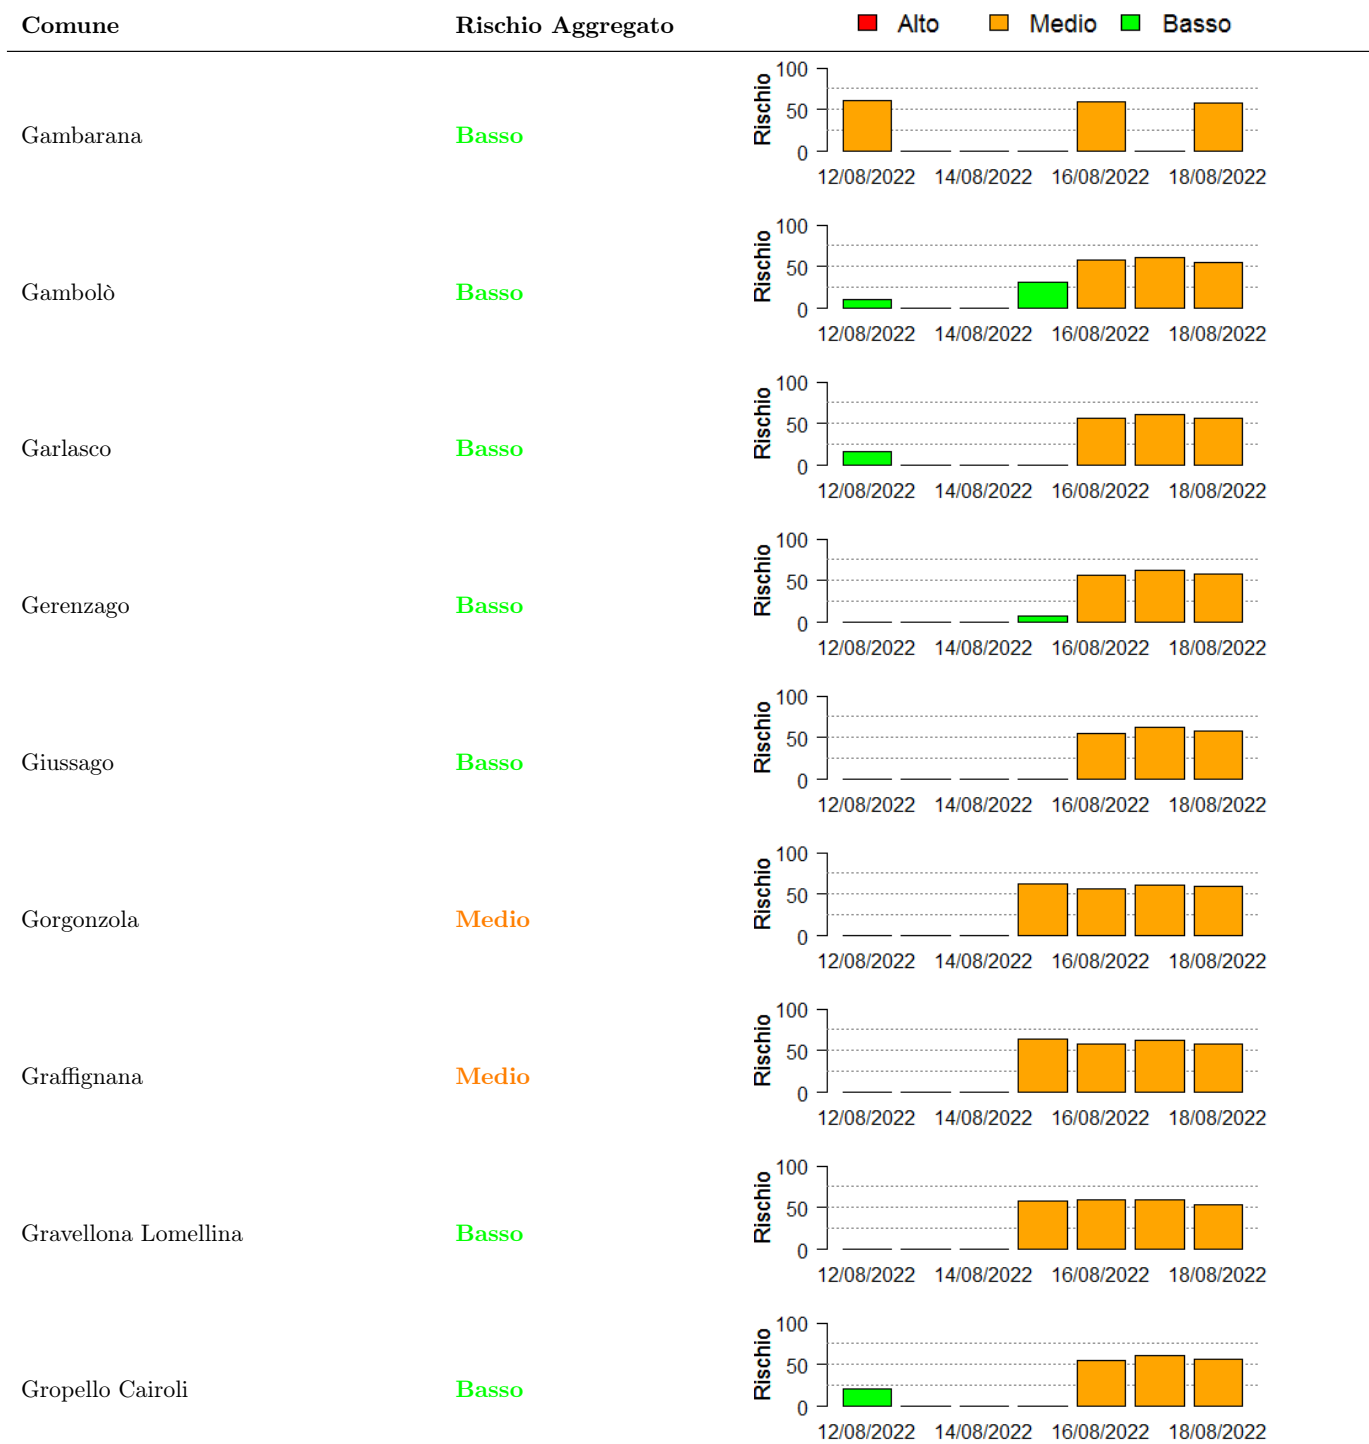 Comune Rischio Aggregato Alto Medio Basso
Gambarana Basso Rischio 100 50 0
12/08/2022 14/08/2022 16/08/2022 18/08/2022
Gambolò Basso Rischio 100 50 0
12/08/2022 14/08/2022 16/08/2022 18/08/2022
Garlasco Basso Rischio 100 50 0
12/08/2022 14/08/2022 16/08/2022 18/08/2022
Gerenzago Basso Rischio 100 50 0
12/08/2022 14/08/2022 16/08/2022 18/08/2022
Giussago Basso Rischio 100 50 0
12/08/2022 14/08/2022 16/08/2022 18/08/2022
Gorgonzola Medio Rischio 100 50 0
12/08/2022 14/08/2022 16/08/2022 18/08/2022
Graffignana Medio Rischio 100 50 0
12/08/2022 14/08/2022 16/08/2022 18/08/2022
Gravellona Lomellina Basso Rischio 100 50 0
12/08/2022 14/08/2022 16/08/2022 18/08/2022
Gropello Cairoli Basso Rischio 100 50 0
12/08/2022 14/08/2022 16/08/2022 18/08/2022